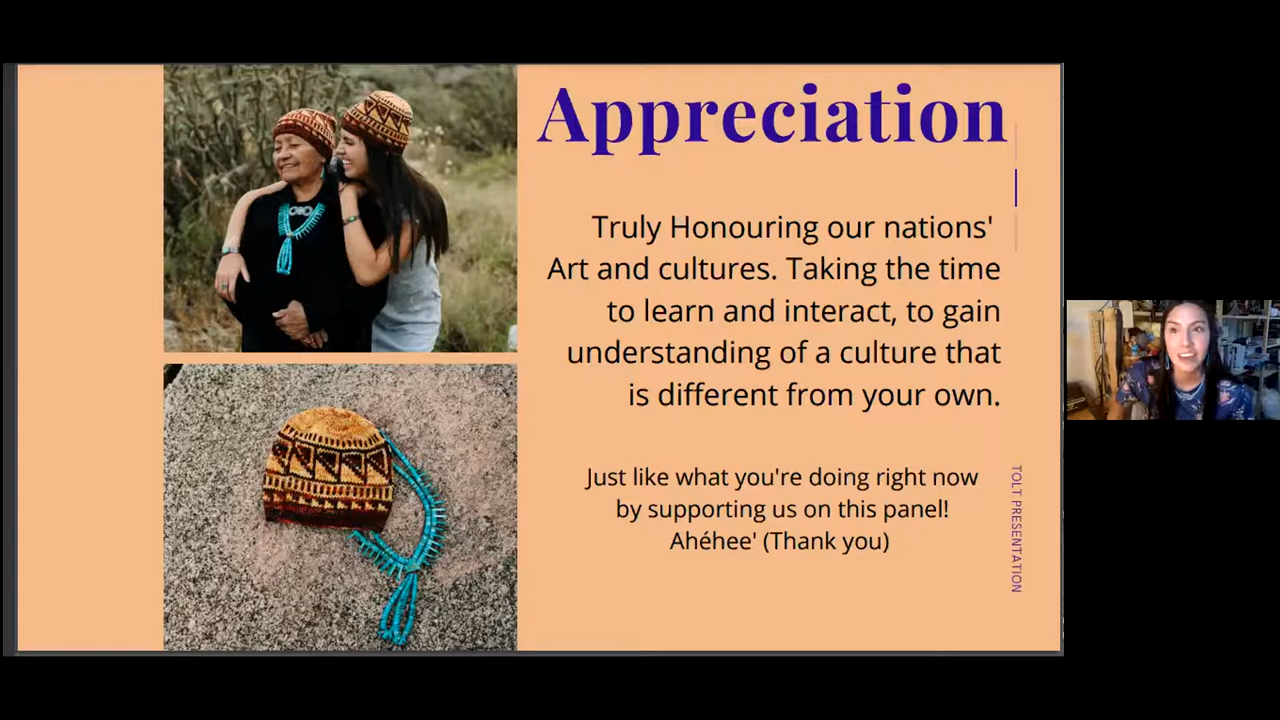 Appreciation
Truly Honouring our nations'
Art and cultures. Taking the time
to learn and interact, to gain
understanding of a culture that
is different from your own.
Just like what you're doing right now
by supporting us on this panel!
Ahéhee' (Thank you)
TOLT PRESENTATION